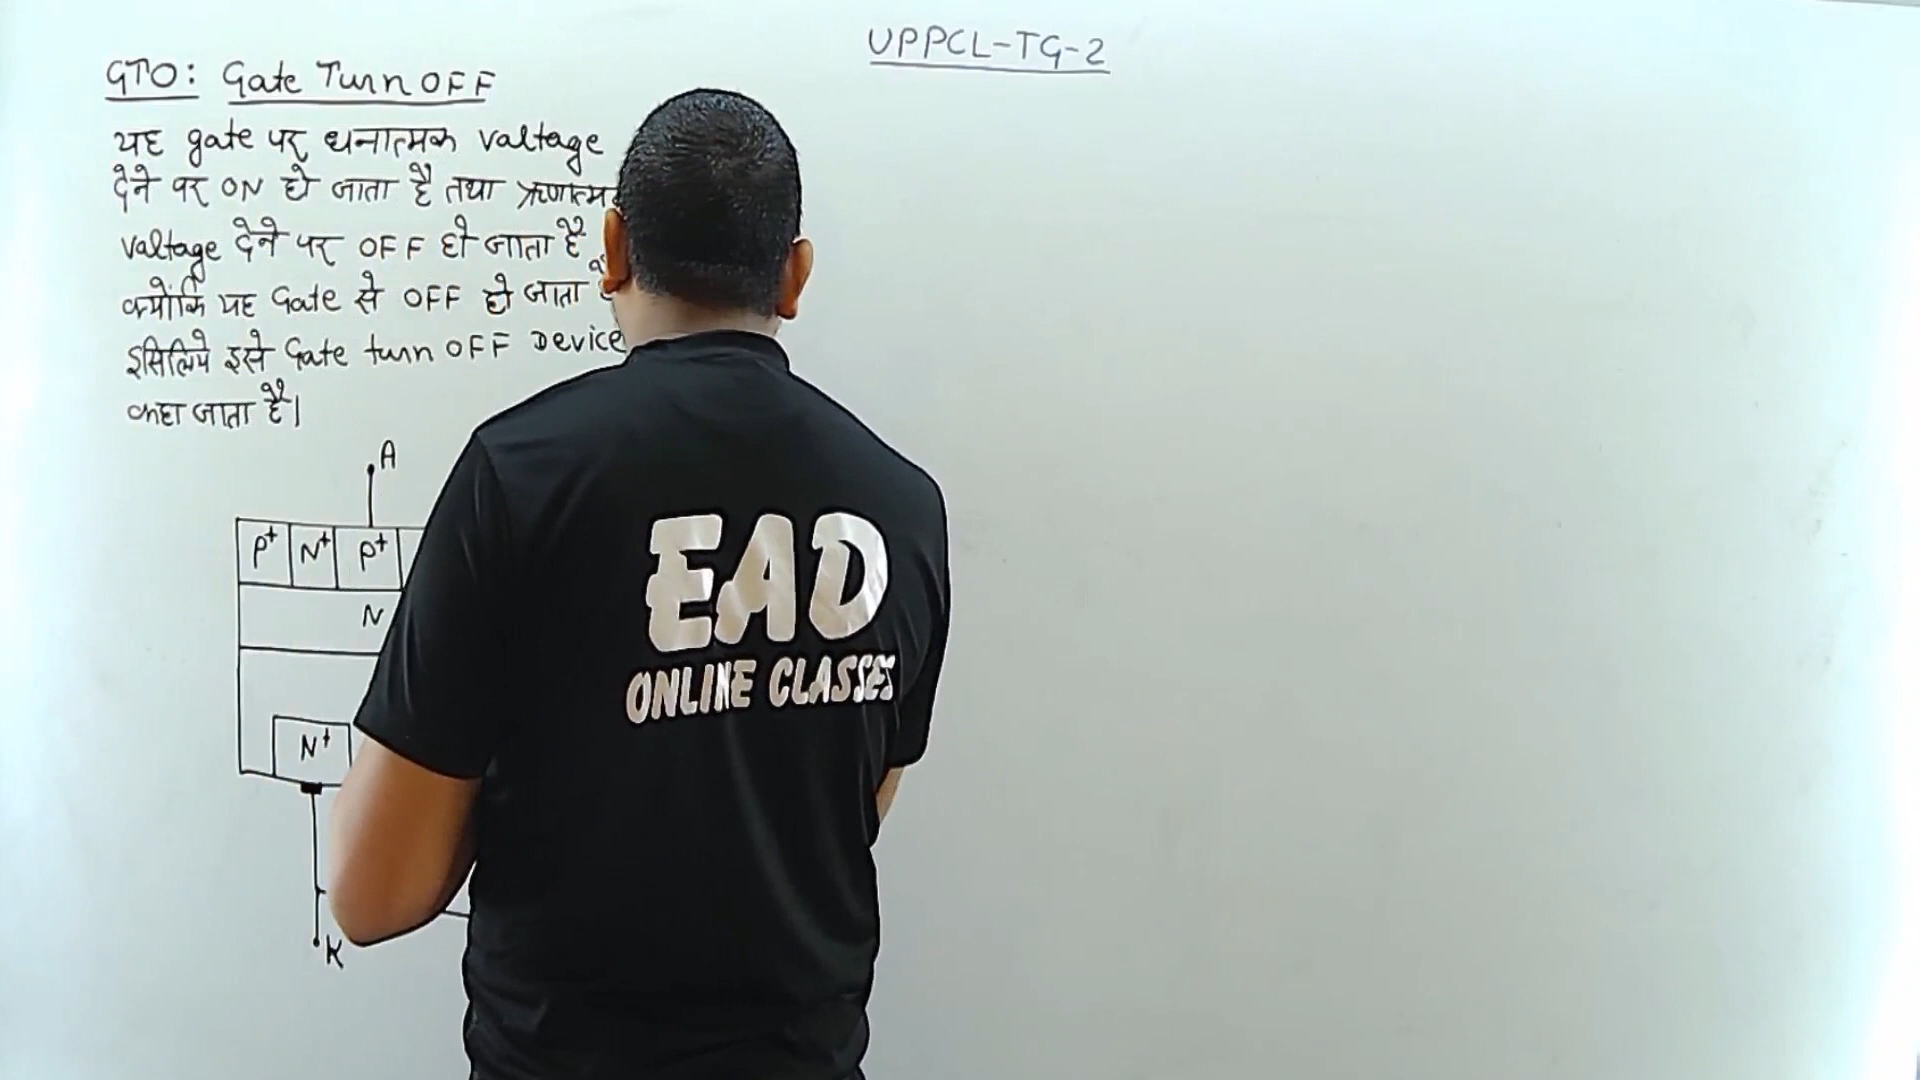 UPPCL-TG-2
GTO: Gate Turn OFF
यह gate पर धनात्मक valtage
देने पर ON हो जाता है तथा
valtage देने पर OFF हो जाता है
क्योंकि यह Gate से OFF हो जाता
इसिलिये इसे Gate turn OFF Device
कहा जाता है।
A
P+ N+ P+
N
N+
K
EAD
ONLINE CLASSES